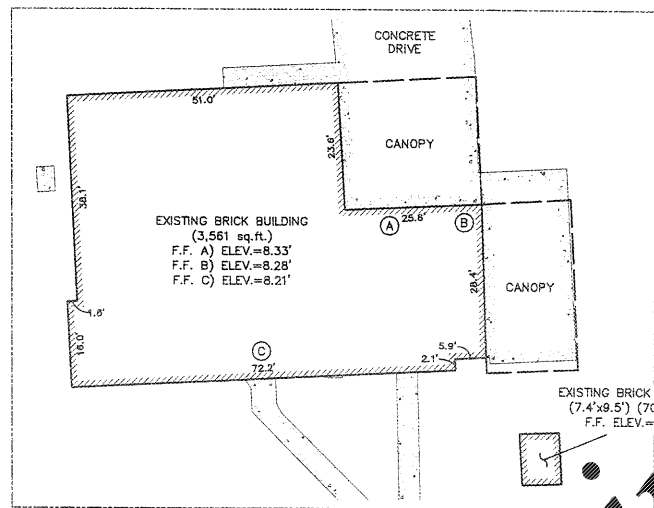 CONCRETE
DRIVE
51.0'
23.6'
CANOPY
38.1'
EXISTING BRICK BUILDING
(3,561 sq.ft.)
F.F. A) ELEV.=8.33'
F.F. B) ELEV.=8.28'
F.F. C) ELEV.=8.21'
25.6'
A
B
28.4'
CANOPY
1.6'
16.0'
C
72.2'
5.9'
2.1'
EXISTING BRICK
(7.4'x9.5') (70
F.F. ELEV.=